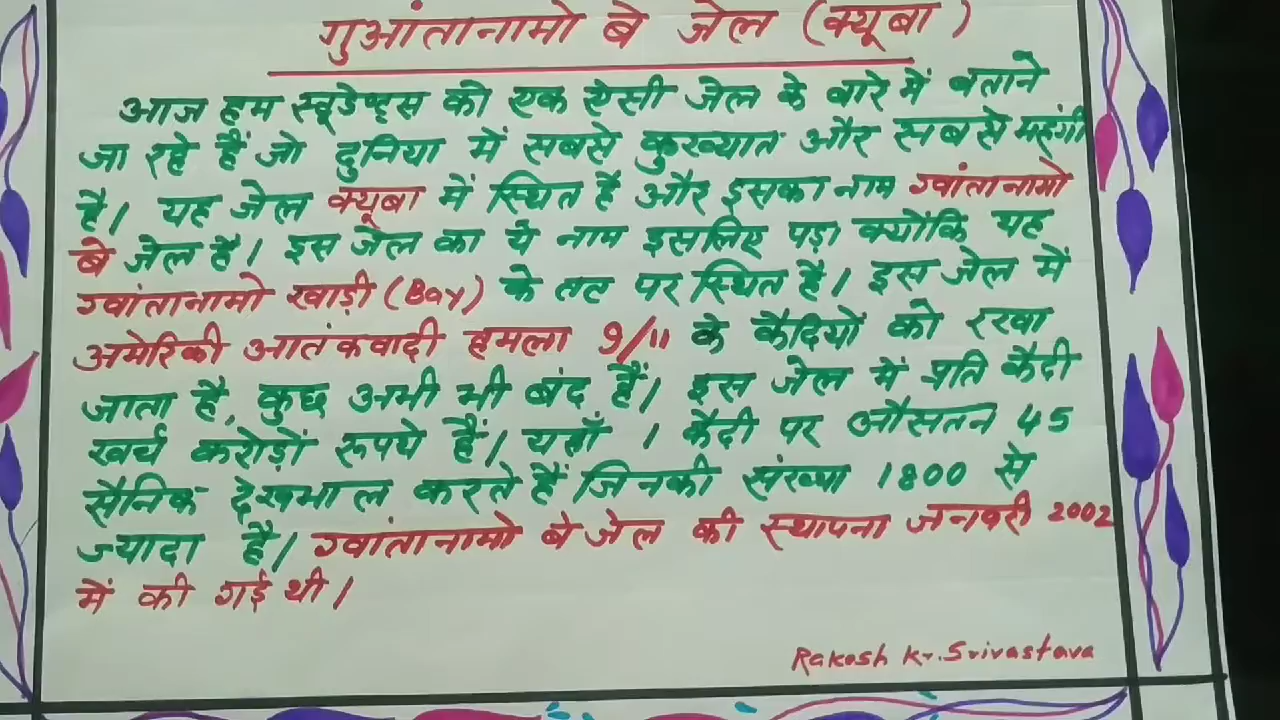 गुआंतानामो बे जेल (क्यूबा)
आज हम स्टूडेण्ट्स को एक ऐसी जेल के बारे में बताने
जा रहे हैं जो दुनिया में सबसे कुख्यात और सबसे महंगी
है। यह जेल क्यूबा में स्थित है और इसका नाम ग्वांतानामो
बे जेल है। इस जेल का ये नाम इसलिए पड़ा क्योंकि यह
ग्वांतानामो खाड़ी (Bay) के तट पर स्थित है। इस जेल में
अमेरिकी आतंकवादी हमला 9/11 के कैदियों को रखा
जाता है, कुछ अभी भी बंद हैं। इस जेल में प्रति कैदी
खर्च करोड़ों रूपये हैं। यहाँ 1 कैदी पर औसतन 45
सैनिक देखभाल करते हैं जिनकी संख्या 1800 से
ज्यादा है। ग्वांतानामो बे जेल की स्थापना जनवरी 2002
में की गई थी।
Rakesh Kr. Srivastava